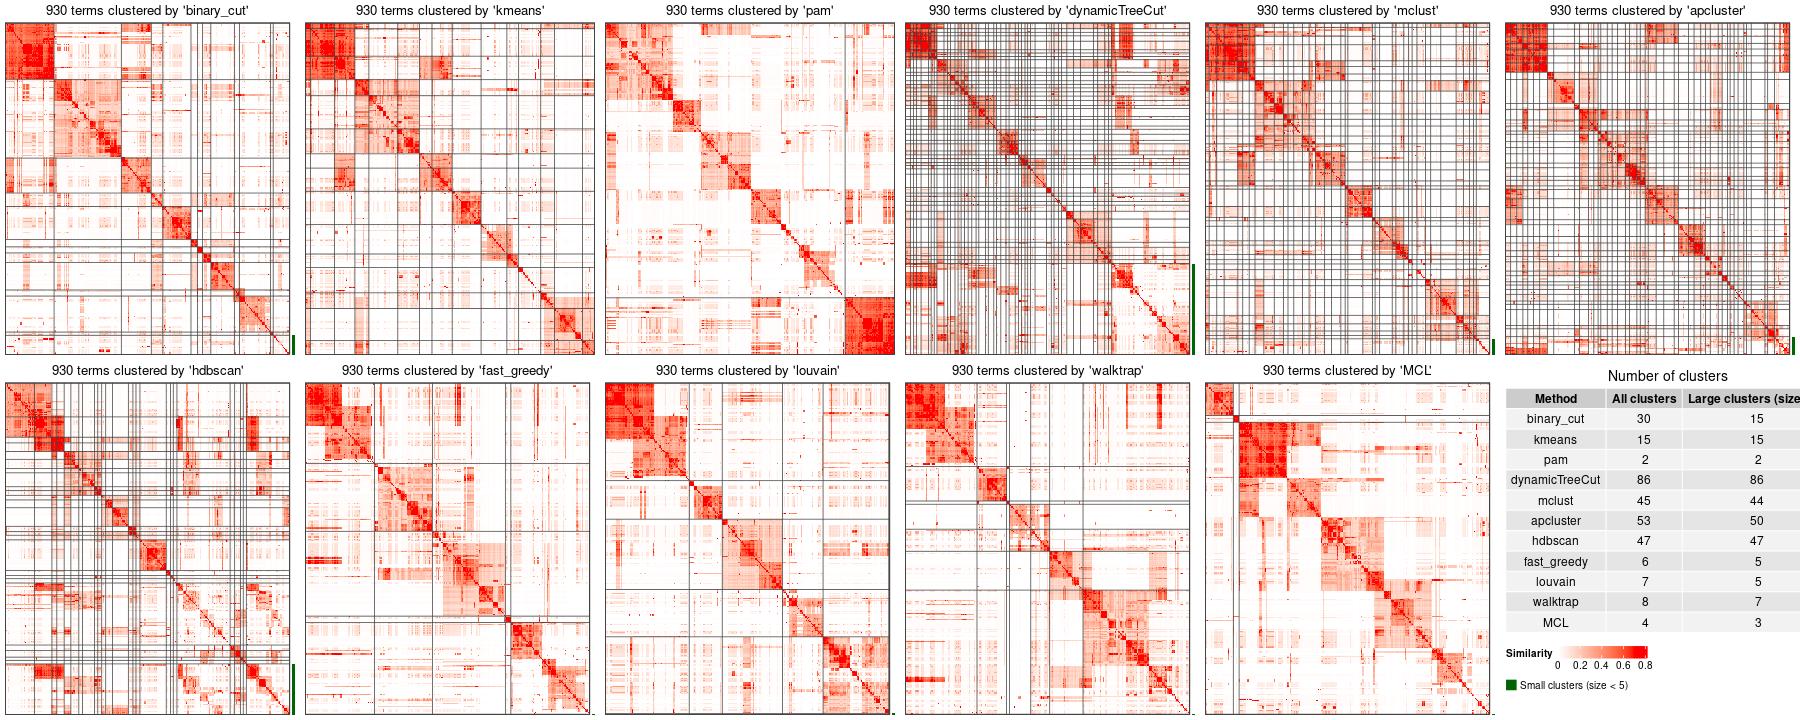 930 terms clustered by 'binary_cut'
930 terms clustered by 'kmeans'
930 terms clustered by 'pam'
930 terms clustered by 'dynamicTreeCut'
930 terms clustered by 'mclust'
930 terms clustered by 'apcluster'
930 terms clustered by 'hdbscan'
930 terms clustered by 'fast_greedy'
930 terms clustered by 'louvain'
930 terms clustered by 'walktrap'
930 terms clustered by 'MCL'
Number of clusters
Method All clusters Large clusters (size
binary_cut 30 15
kmeans 15 15
pam 2 2
dynamicTreeCut 86 86
mclust 45 44
apcluster 53 50
hdbscan 47 47
fast_greedy 6 5
louvain 7 5
walktrap 8 7
MCL 4 3
Similarity
0 0.2 0.4 0.6 0.8
Small clusters (size < 5)